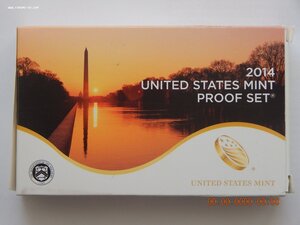 2014
UNITED STATES MINT
PROOF SET®
UNITED STATES MINT